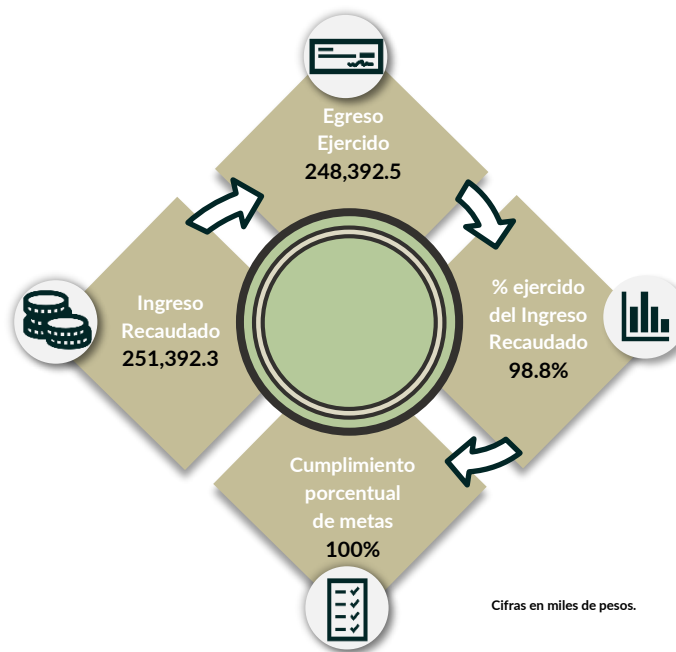 Egreso
Ejercido
248,392.5
Ingreso
Recaudado
251,392.3
% ejercido
del Ingreso
Recaudado
98.8%
Cumplimiento
porcentual
de metas
100%
Cifras en miles de pesos.